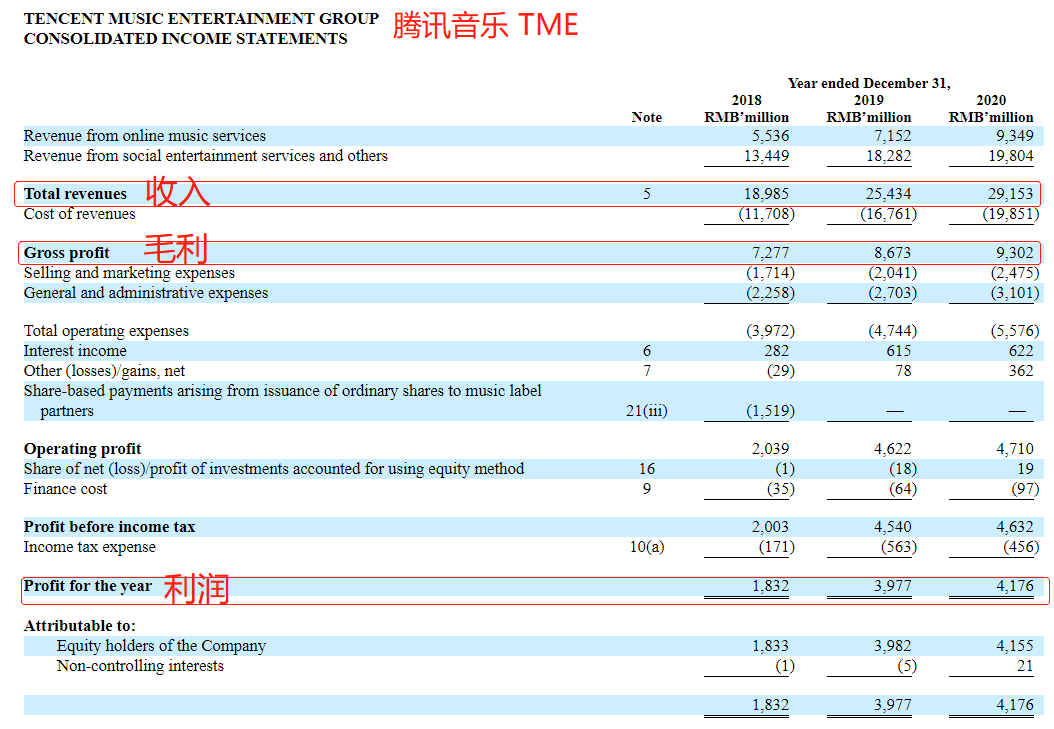 TENCENT MUSIC ENTERTAINMENT GROUP 腾讯音乐 TME
CONSOLIDATED INCOME STATEMENTS
Year ended December 31,
2018 2019 2020
Note RMB’million RMB’million RMB’million
Revenue from online music services 5,536 7,152 9,349
Revenue from social entertainment services and others 13,449 18,282 19,804
Total revenues 收入 5 18,985 25,434 29,153
Cost of revenues (11,708) (16,761) (19,851)
Gross profit 毛利 7,277 8,673 9,302
Selling and marketing expenses (1,714) (2,041) (2,475)
General and administrative expenses (2,258) (2,703) (3,101)
Total operating expenses (3,972) (4,744) (5,576)
Interest income 6 282 615 622
Other (losses)/gains, net 7 (29) 78 362
Share-based payments arising from issuance of ordinary shares to music label
partners 21(iii) (1,519) — —
Operating profit 2,039 4,622 4,710
Share of net (loss)/profit of investments accounted for using equity method 16 (1) (18) 19
Finance cost 9 (35) (64) (97)
Profit before income tax 2,003 4,540 4,632
Income tax expense 10(a) (171) (563) (456)
Profit for the year 利润 1,832 3,977 4,176
Attributable to:
Equity holders of the Company 1,833 3,982 4,155
Non-controlling interests (1) (5) 21
1,832 3,977 4,176